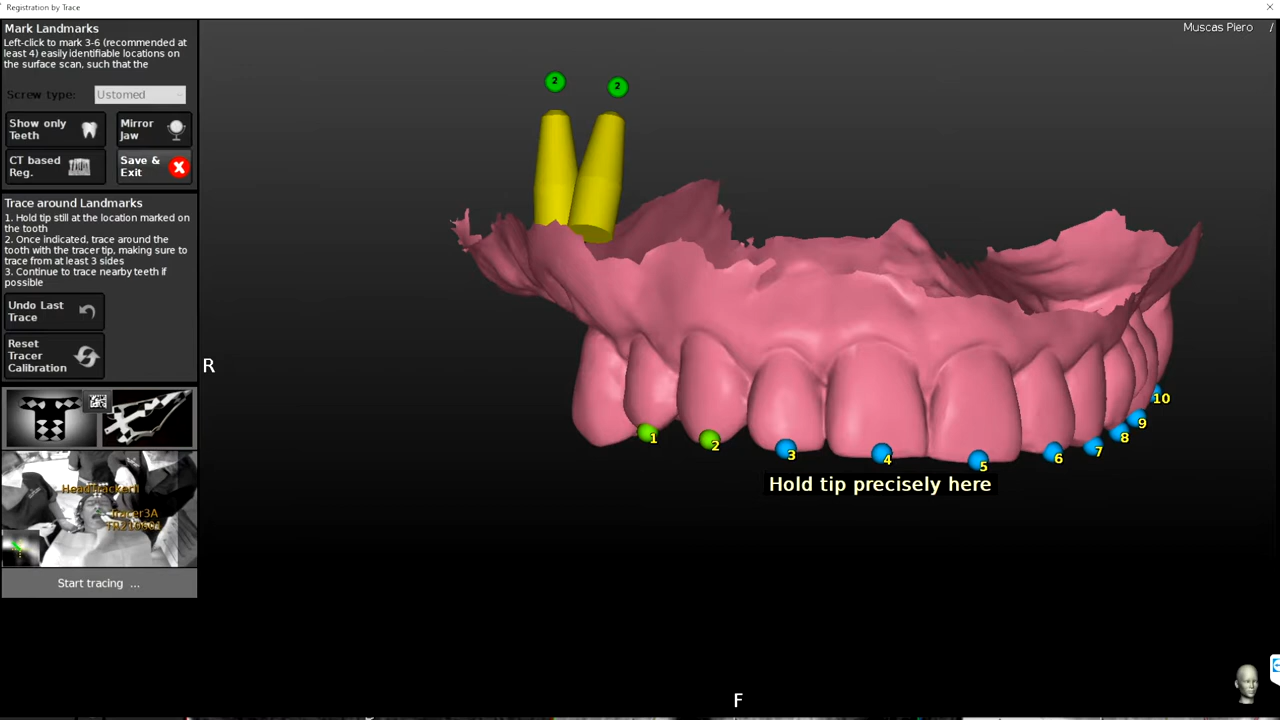 Registration by Trace
Muscas Piero /
Mark Landmarks
Left-click to mark 3-6 (recommended at
least 4) easily identifiable locations on
the surface scan, such that the
Screw type: Ustomed
Show only
Teeth
Mirror
Jaw
CT based
Reg.
Save &
Exit
Trace around Landmarks
1. Hold tip still at the location marked on
the tooth
2. Once indicated, trace around the
tooth with the tracer tip, making sure to
trace from at least 3 sides
3. Continue to trace nearby teeth if
possible
Undo Last
Trace
Reset
Tracer
Calibration
Start tracing ...
2
2
R
1
2
3
4
5
6
7
8
9
10
Hold tip precisely here
F